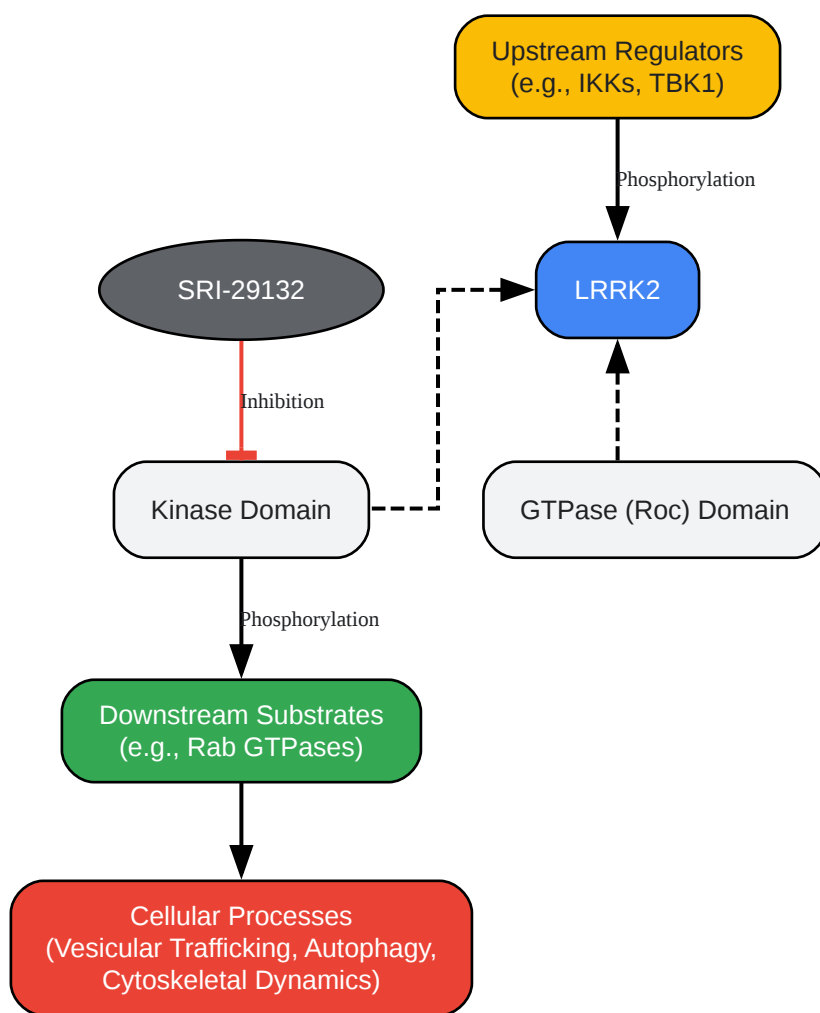 Upstream Regulators
(e.g., IKKs, TBK1)
Phosphorylation
SRI-29132
LRRK2
Inhibition
Kinase Domain
GTPase (Roc) Domain
Phosphorylation
Downstream Substrates
(e.g., Rab GTPases)
Cellular Processes
(Vesicular Trafficking, Autophagy,
Cytoskeletal Dynamics)